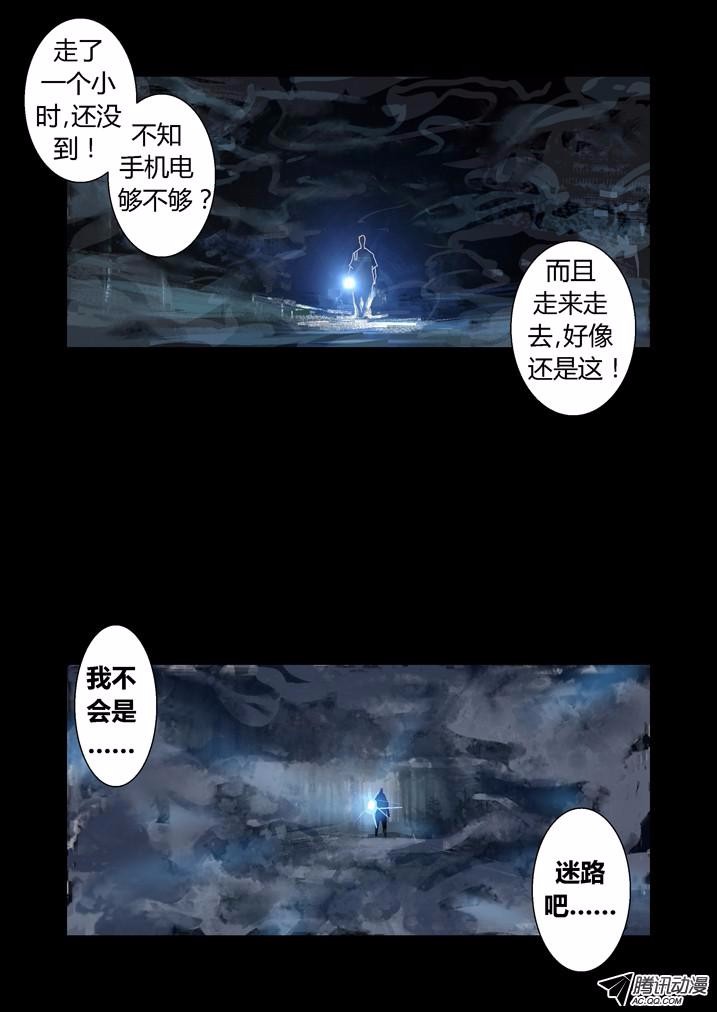 走了
一个小
时,还没
到！
不知
手机电
够不够？
而且
走来走
去,好像
还是这！
我不
会是
……
迷路
吧……
腾讯动漫
AC.QQ.COM